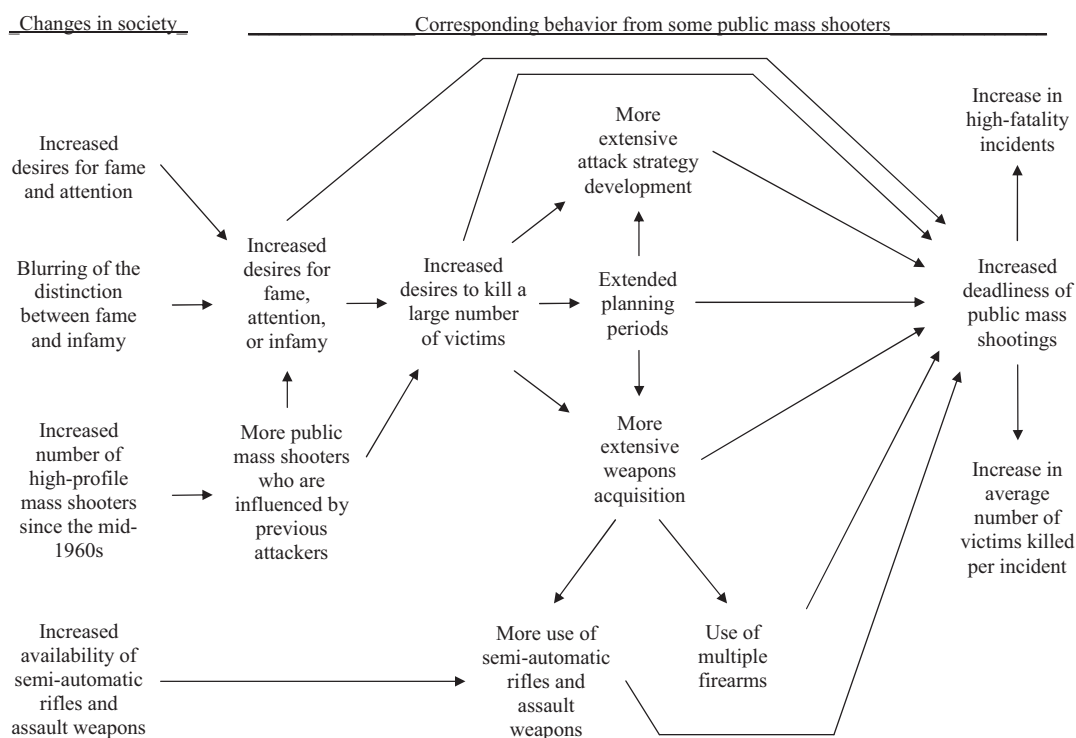 Changes in society
Corresponding behavior from some public mass shooters
Increased
desires for fame
and attention
Blurring of the
distinction
between fame
and infamy
Increased
number of
high-profile
mass shooters
since the mid-
1960s
Increased
availability of
semi-automatic
rifles and
assault weapons
Increased
desires for
fame,
attention,
or infamy
More public
mass shooters
who are
influenced by
previous
attackers
Increased
desires to kill a
large number
of victims
More
extensive
attack strategy
development
Extended
planning
periods
More
extensive
weapons
acquisition
More use of
semi-automatic
rifles and
assault
weapons
Use of
multiple
firearms
Increase in
high-fatality
incidents
Increased
deadliness of
public mass
shootings
Increase in
average
number of
victims killed
per incident